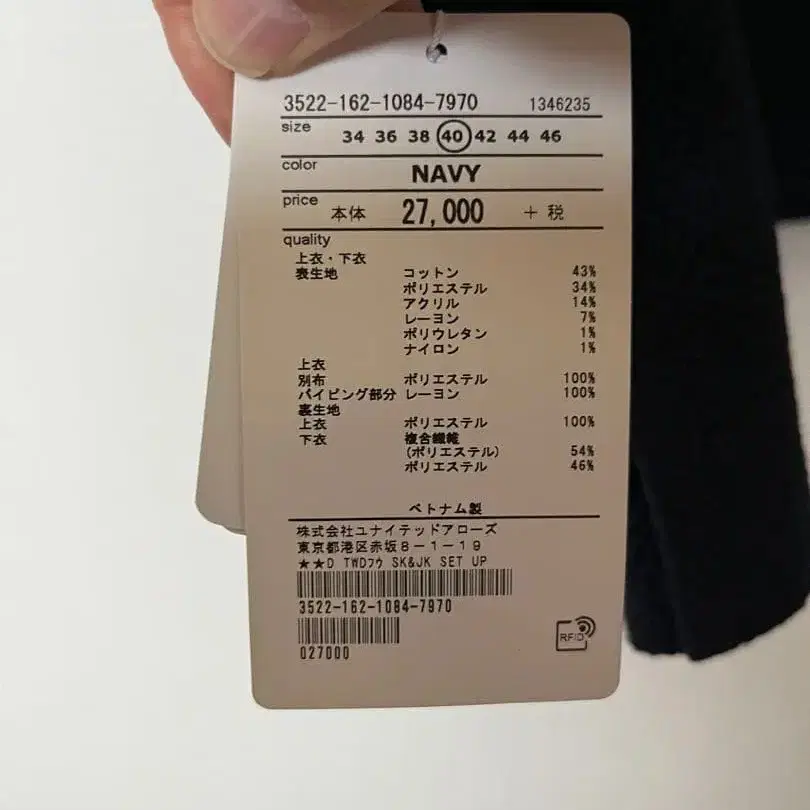 3522-162-1084-7970 1346235
size 34 36 38 40 42 44 46
color NAVY
price 本体 27,000 + 税
quality
上衣・下衣
表生地 コットン 43%
ポリエステル 34%
アクリル 14%
レーヨン 7%
ポリウレタン 1%
ナイロン 1%
上衣
別布 ポリエステル 100%
パイピング部分 レーヨン 100%
裏生地
上衣 ポリエステル 100%
下衣 複合繊維
(ポリエステル) 54%
ポリエステル 46%
ベトナム製
株式会社ユナイテッドアローズ
東京都港区赤坂8-1-19
★★D TWDフウ SK&JK SET UP
3522-162-1084-7970
027000
RFID